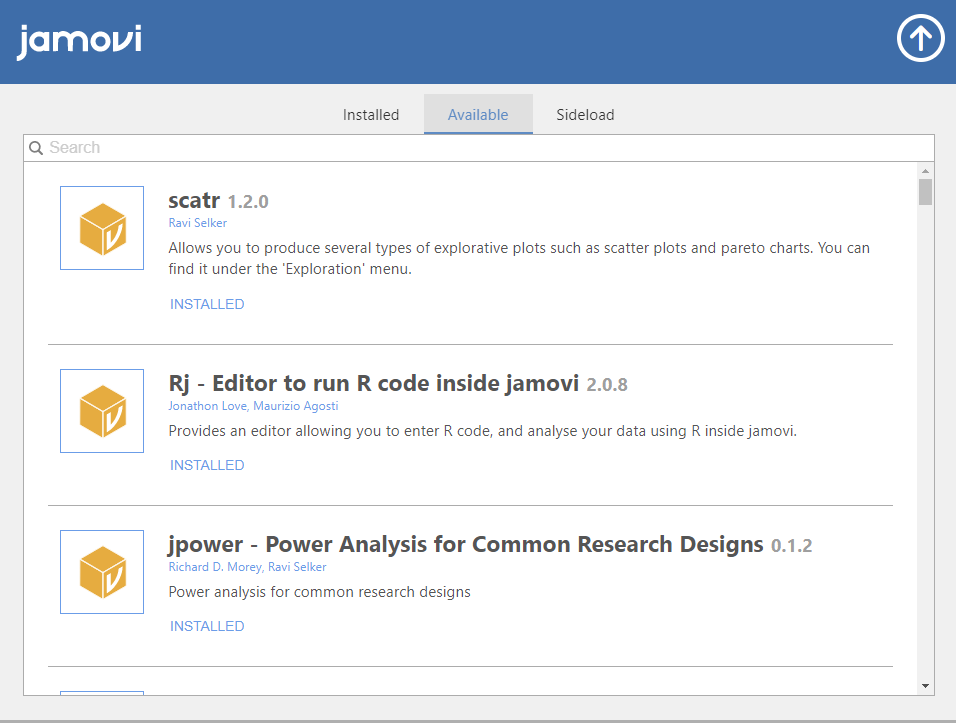 jamovi
Installed
Available
Sideload
Search
scatr 1.2.0
Ravi Selker
Allows you to produce several types of explorative plots such as scatter plots and pareto charts. You can
find it under the 'Exploration' menu.
INSTALLED
Rj - Editor to run R code inside jamovi 2.0.8
Jonathon Love, Maurizio Agosti
Provides an editor allowing you to enter R code, and analyse your data using R inside jamovi.
INSTALLED
jpower - Power Analysis for Common Research Designs 0.1.2
Richard D. Morey, Ravi Selker
Power analysis for common research designs
INSTALLED